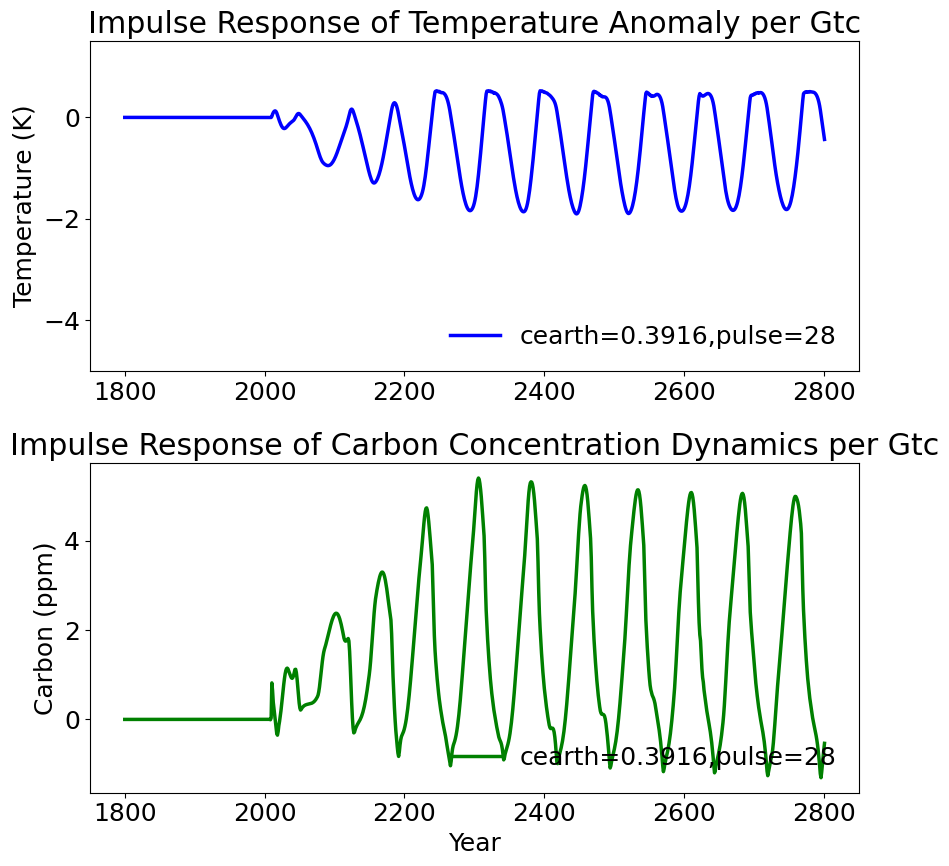 Impulse Response of Temperature Anomaly per Gtc
Temperature (K)
0
−2
−4
cearth=0.3916,pulse=28
1800 2000 2200 2400 2600 2800
Impulse Response of Carbon Concentration Dynamics per Gtc
Carbon (ppm)
4
2
0
cearth=0.3916,pulse=28
1800 2000 2200 2400 2600 2800
Year